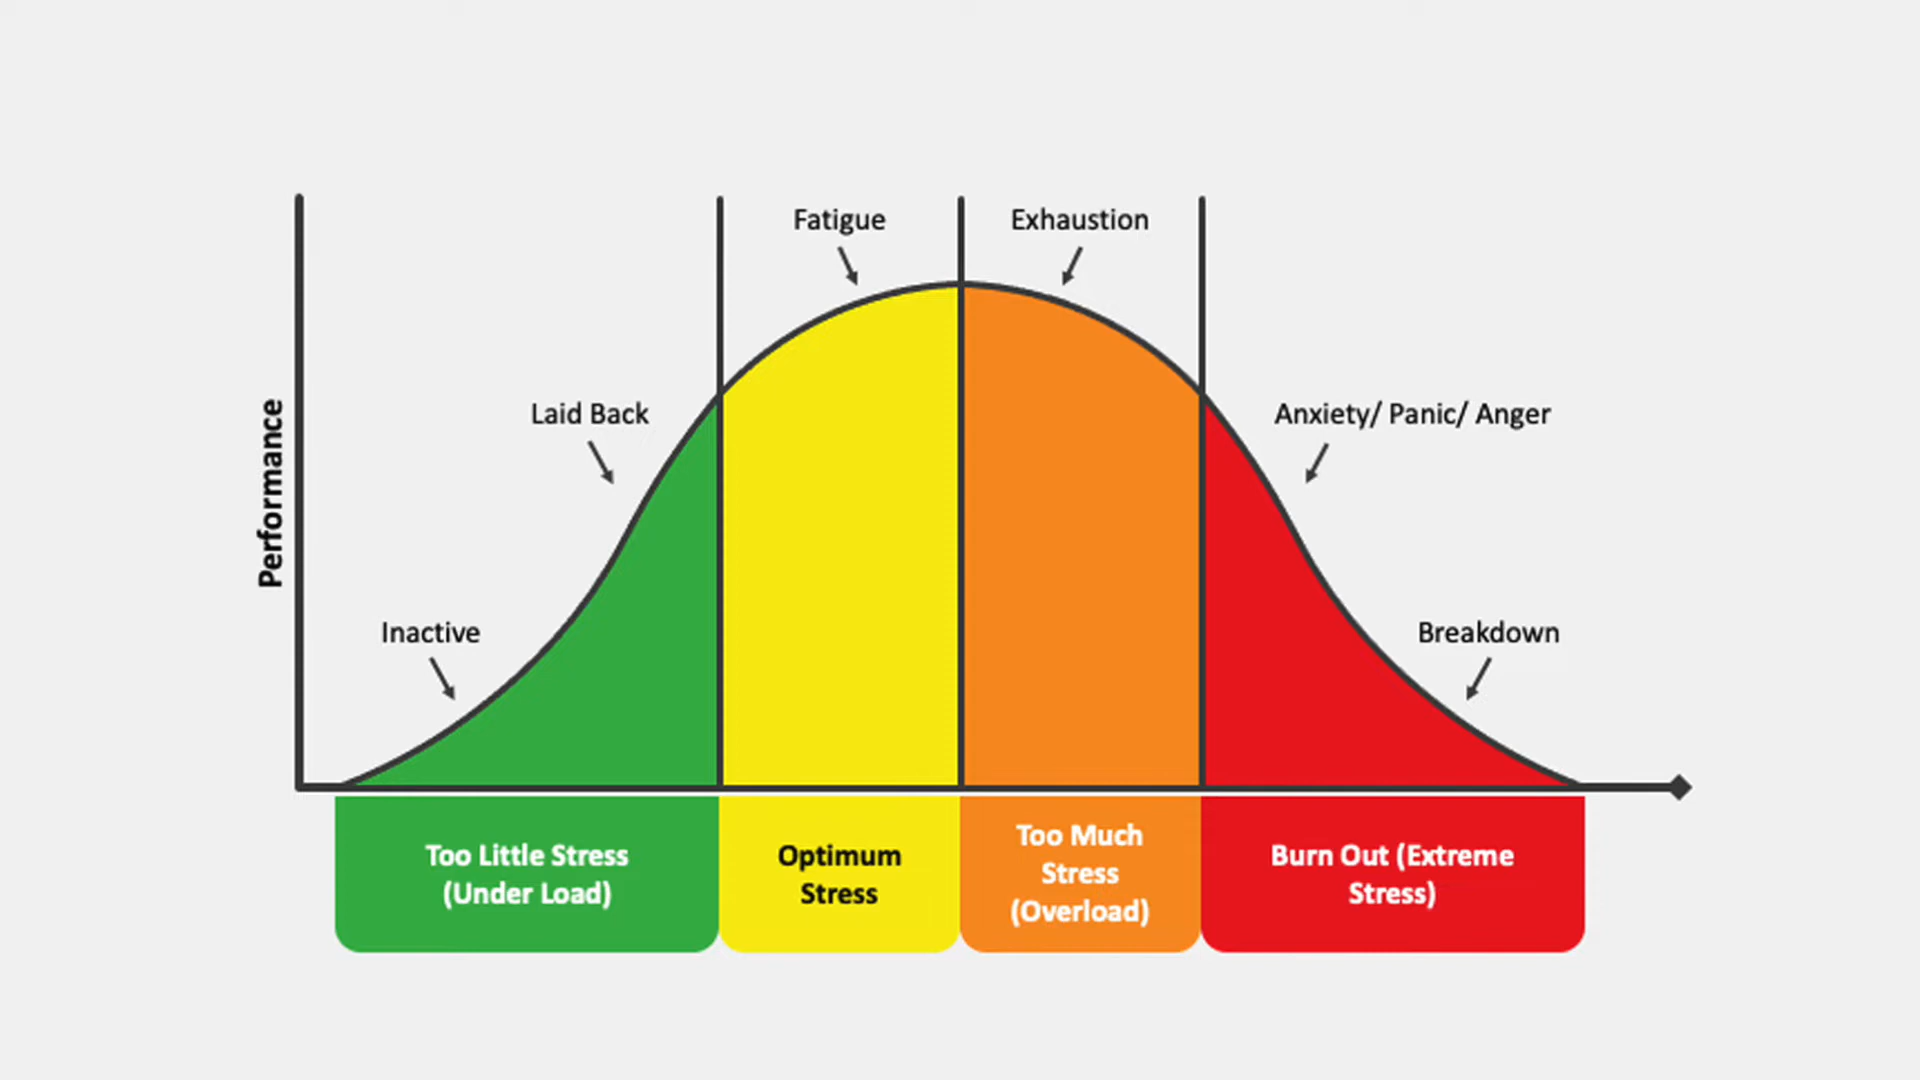 Fatigue
Exhaustion
Laid Back
Anxiety/ Panic/ Anger
Performance
Inactive
Breakdown
Too Little Stress
(Under Load)
Optimum
Stress
Too Much
Stress
(Overload)
Burn Out (Extreme
Stress)